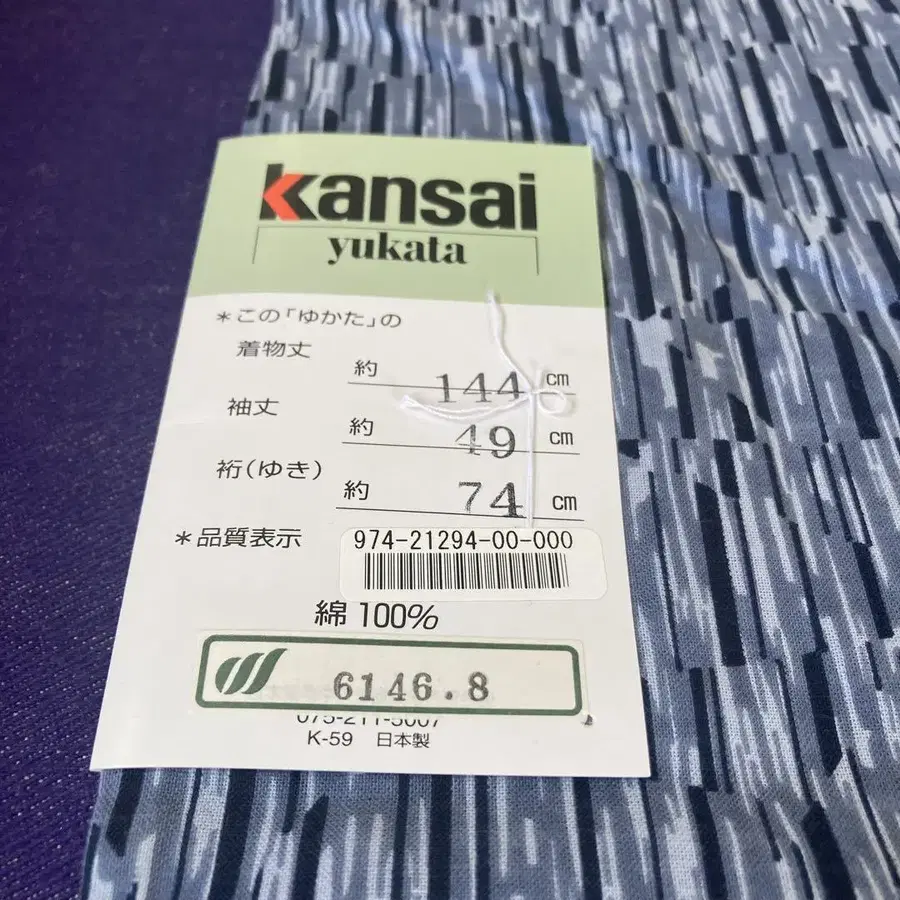 kansai
yukata
*この「ゆかた」の
着物丈 約 144 cm
袖丈 約 49 cm
裄(ゆき) 約 74 cm
*品質表示
974-21294-00-000
綿 100%
6146.8
075-211-5007
K-59 日本製